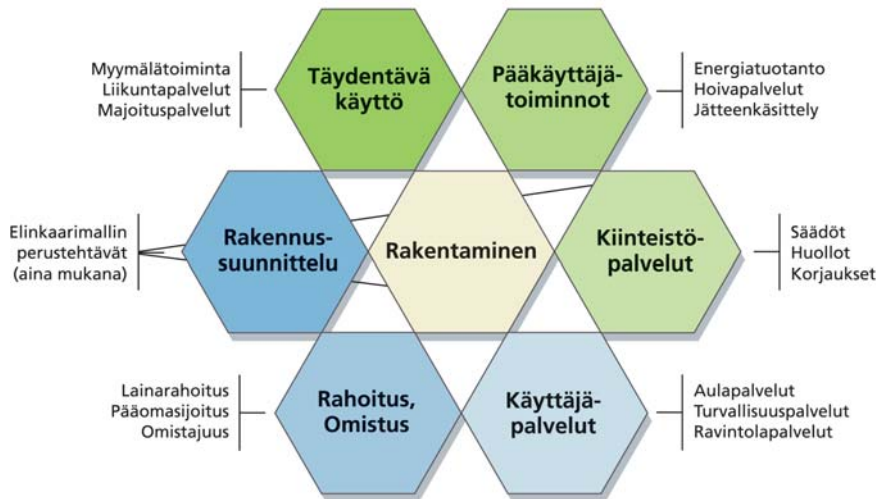 Myymälätoiminta
Liikuntapalvelut
Majoituspalvelut
Täydentävä
käyttö
Pääkäyttäjä-
toiminnot
Energiatuotanto
Hoivapalvelut
Jätteenkäsittely
Elinkaarimallin
perustehtävät
(aina mukana)
Rakennus-
suunnittelu
Rakentaminen
Kiinteistö-
palvelut
Säädöt
Huollot
Korjaukset
Lainarahoitus
Pääomasijoitus
Omistajuus
Rahoitus,
Omistus
Käyttäjä-
palvelut
Aulapalvelut
Turvallisuuspalvelut
Ravintolapalvelut